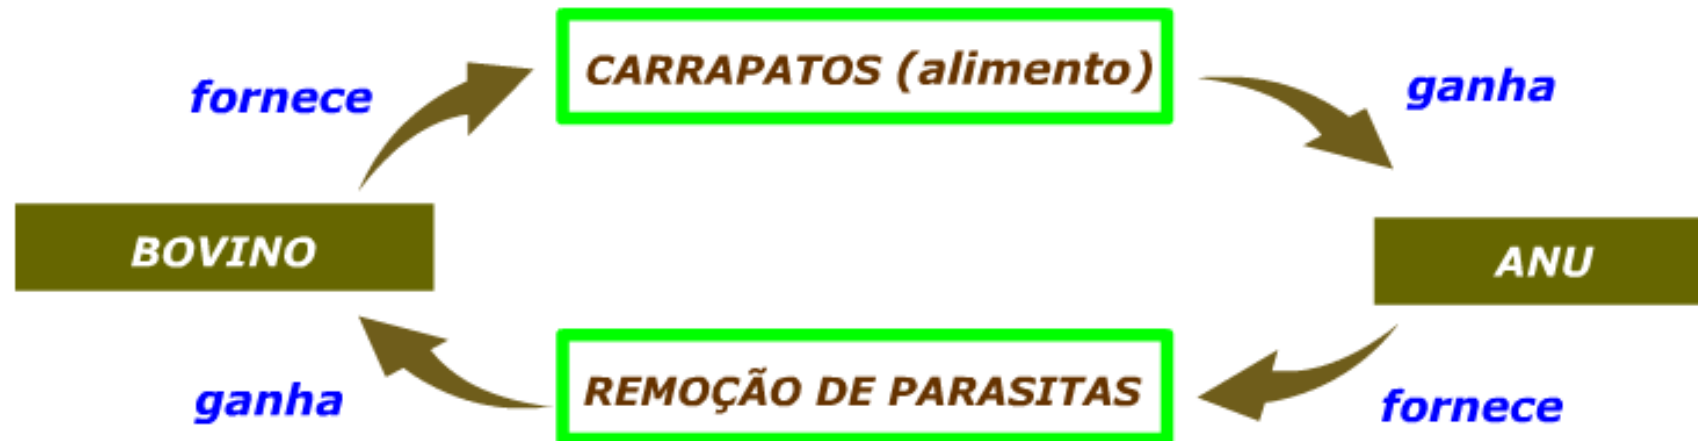 CARRAPATOS (alimento)
fornece
ganha
BOVINO
ANU
REMOÇÃO DE PARASITAS
ganha
fornece